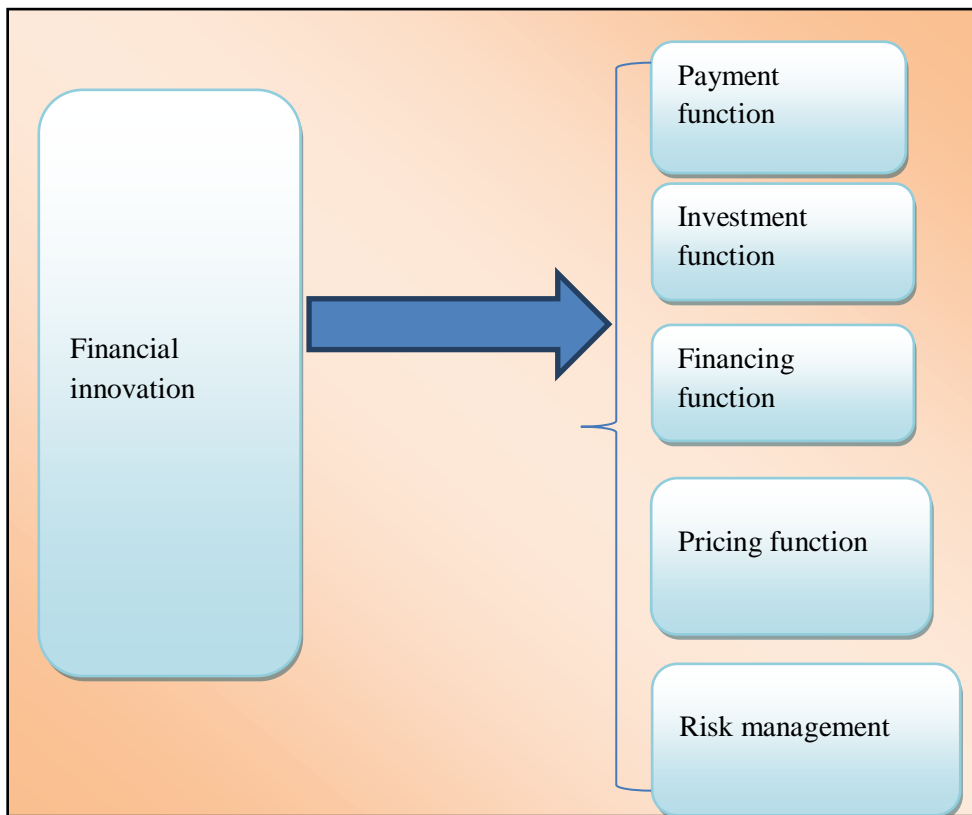 Financial
innovation
Payment
function
Investment
function
Financing
function
Pricing function
Risk management